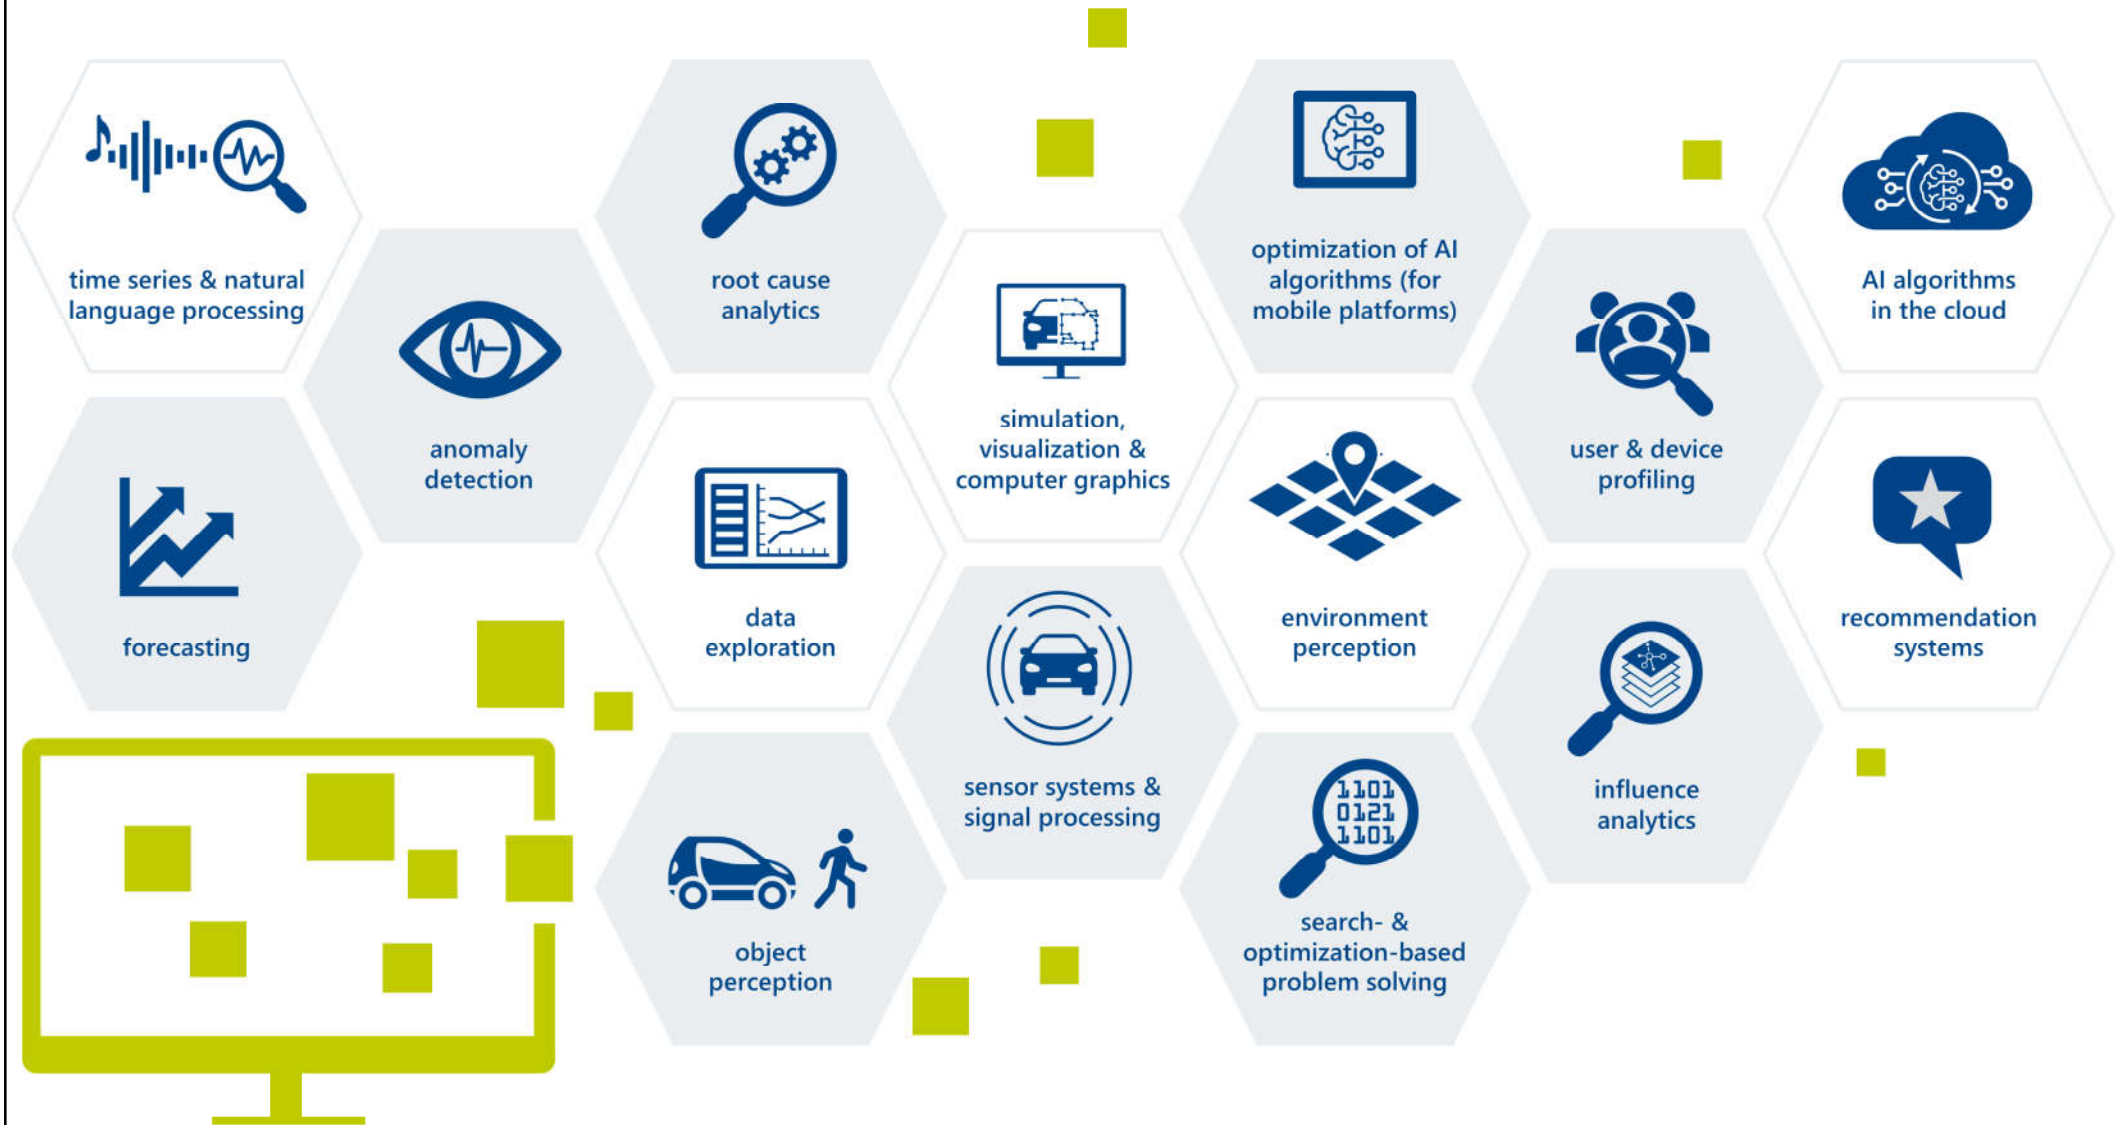 time series & natural
language processing
root cause
analytics
optimization of AI
algorithms (for
mobile platforms)
AI algorithms
in the cloud
anomaly
detection
simulation,
visualization &
computer graphics
user & device
profiling
forecasting
data
exploration
environment
perception
recommendation
systems
sensor systems &
signal processing
influence
analytics
object
perception
1101
0121
1101
search- &
optimization-based
problem solving